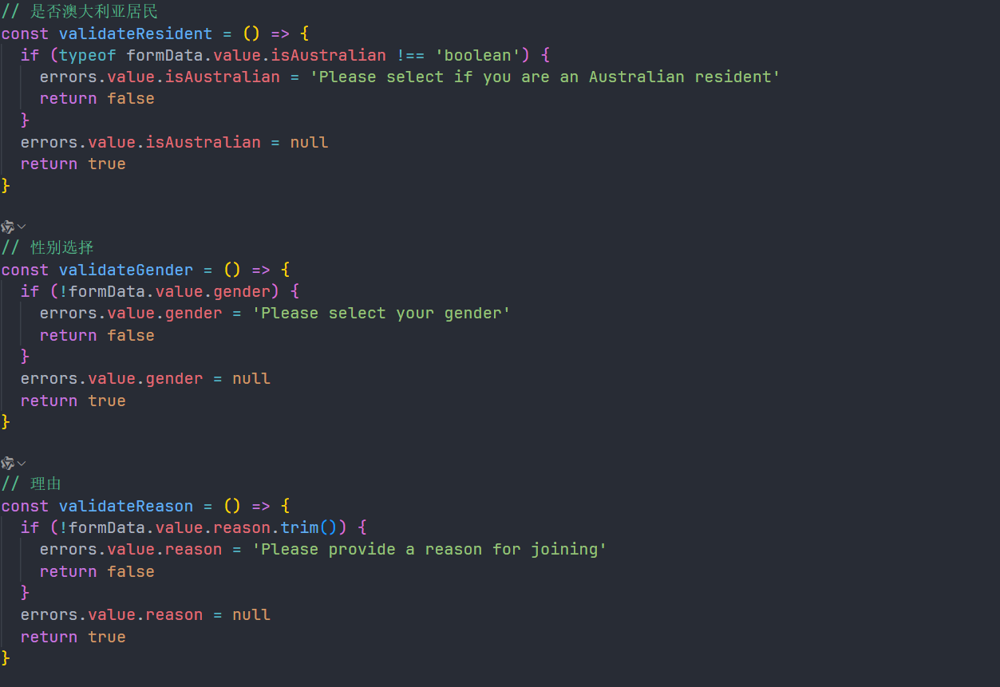 // 是否澳大利亚居民
const validateResident = () => {
  if (typeof formData.value.isAustralian !== 'boolean') {
    errors.value.isAustralian = 'Please select if you are an Australian resident'
    return false
  }
  errors.value.isAustralian = null
  return true
}
// 性别选择
const validateGender = () => {
  if (!formData.value.gender) {
    errors.value.gender = 'Please select your gender'
    return false
  }
  errors.value.gender = null
  return true
}
// 理由
const validateReason = () => {
  if (!formData.value.reason.trim()) {
    errors.value.reason = 'Please provide a reason for joining'
    return false
  }
  errors.value.reason = null
  return true
}